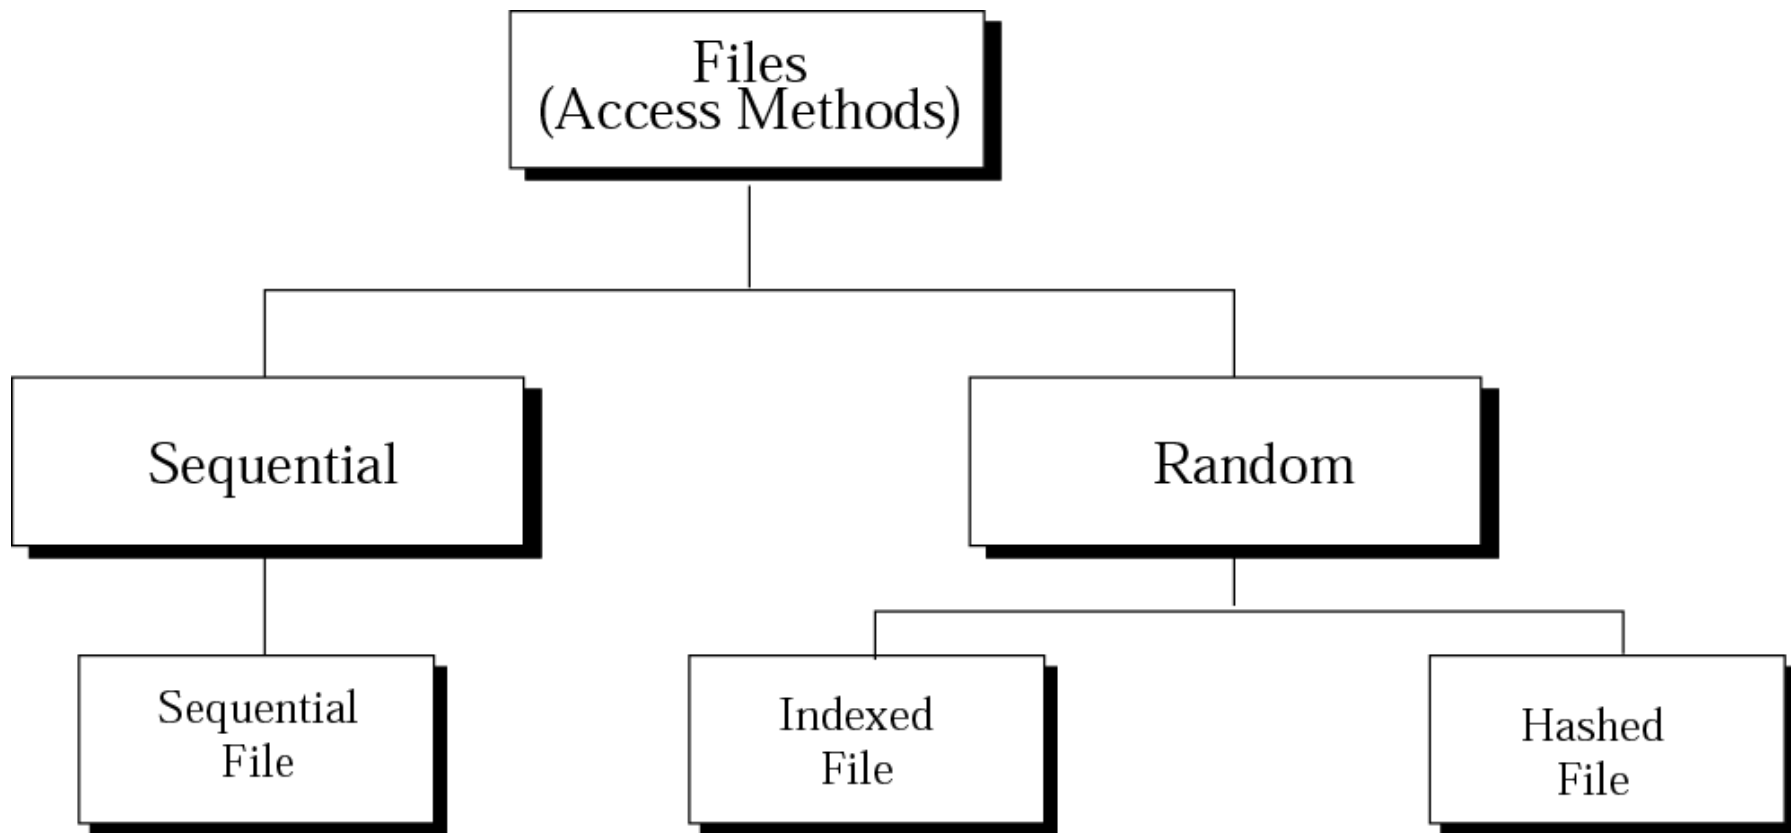 Files
(Access Methods)
Sequential
Random
Sequential
File
Indexed
File
Hashed
File